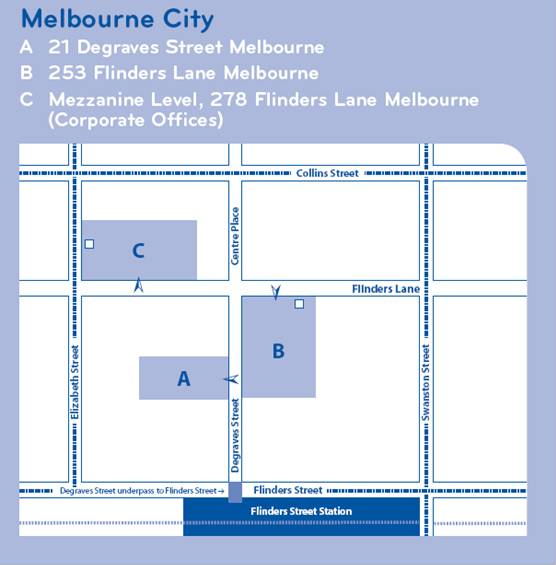 Melbourne City
A 21 Degraves Street Melbourne
B 253 Flinders Lane Melbourne
C Mezzanine Level, 278 Flinders Lane Melbourne
(Corporate Offices)
Collins Street
Centre Place
C
Flinders Lane
B
Elizabeth Street
Swanston Street
A
Degraves Street
Degraves Street underpass to Flinders Street→
Flinders Street
Flinders Street Station